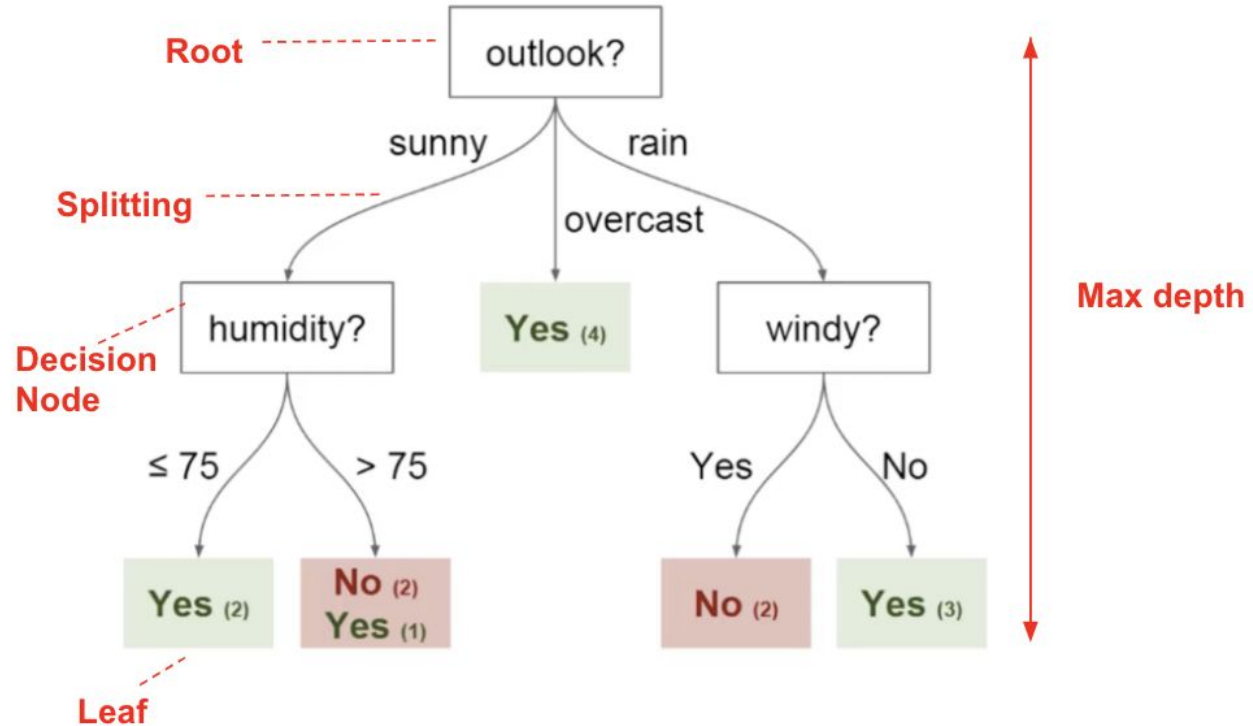 Root
outlook?
sunny
rain
Splitting
overcast
humidity?
Yes (4)
windy?
Max depth
Decision
Node
≤ 75
> 75
Yes
No
Yes (2)
No (2)
Yes (1)
No (2)
Yes (3)
Leaf